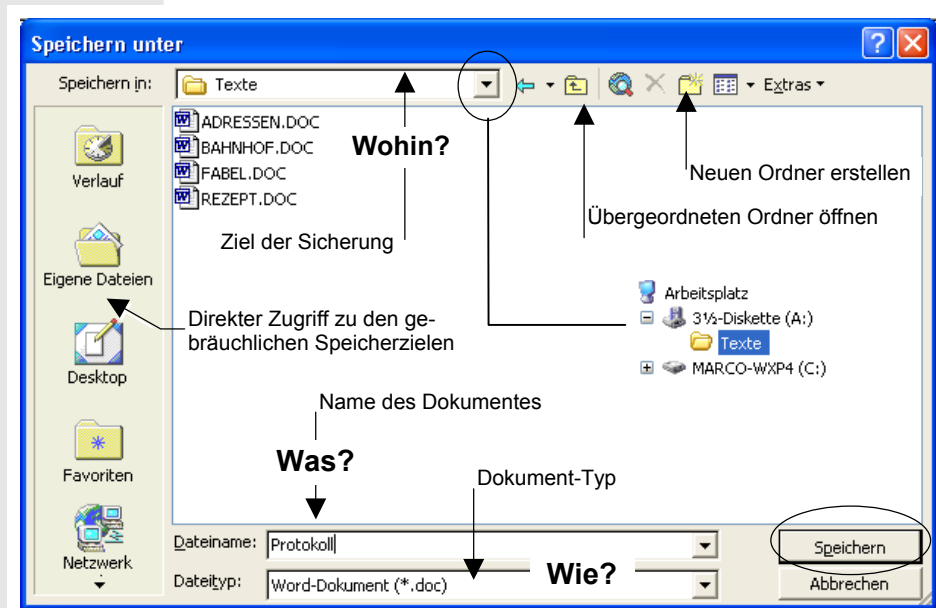 Speichern unter
Speichern in: Texte Extras
ADRESSEN.DOC
BAHNHOF.DOC
FABEL.DOC
REZEPT.DOC
Wohin?
Neuen Ordner erstellen
Übergeordneten Ordner öffnen
Ziel der Sicherung
Verlauf
Eigene Dateien
Desktop
Favoriten
Netzwerk
Direkter Zugriff zu den ge-
bräuchlichen Speicherzielen
Arbeitsplatz
3½-Diskette (A:)
Texte
MARCO-WXP4 (C:)
Name des Dokumentes
Was?
Dokument-Typ
Dateiname: Protokoll
Speichern
Dateityp: Word-Dokument (*.doc)
Wie?
Abbrechen